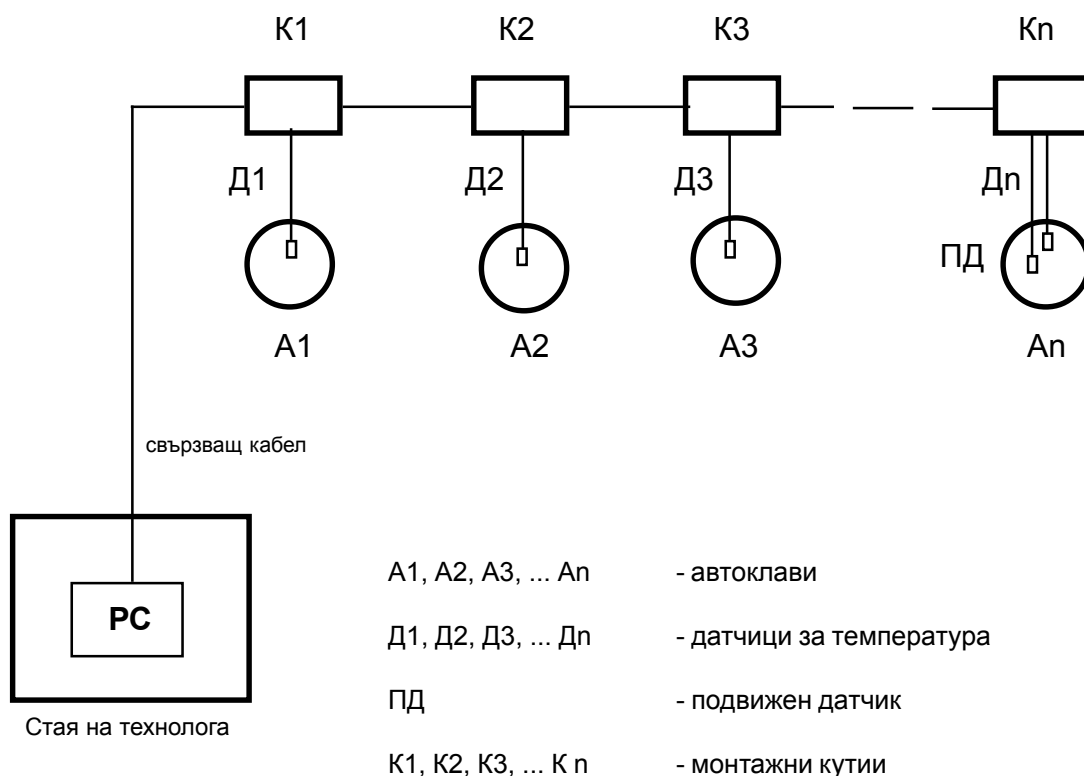 К1 К2 К3 Кn
Д1 Д2 Д3 Дn
ПД
А1 А2 А3 Аn
свързващ кабел
PC
Стая на технолога
А1, А2, А3, ... Аn - автоклави
Д1, Д2, Д3, ... Дn - датчици за температура
ПД - подвижен датчик
К1, К2, К3, ... К n - монтажни кутии